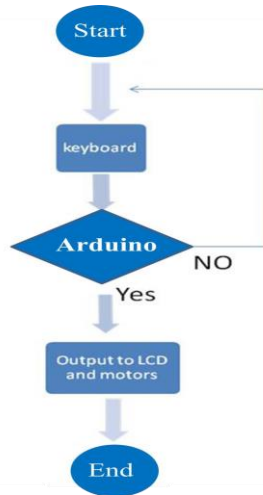 Start
keyboard
Arduino
NO
Yes
Output to LCD
and motors
End